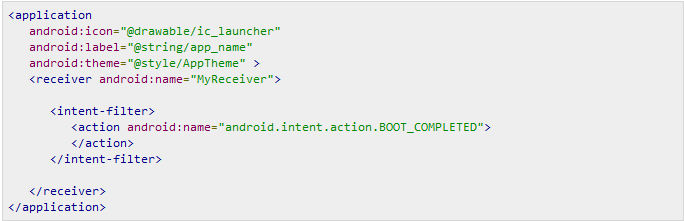 <application
   android:icon="@drawable/ic_launcher"
   android:label="@string/app_name"
   android:theme="@style/AppTheme" >
   <receiver android:name="MyReceiver">

      <intent-filter>
         <action android:name="android.intent.action.BOOT_COMPLETED">
         </action>
      </intent-filter>

   </receiver>
</application>